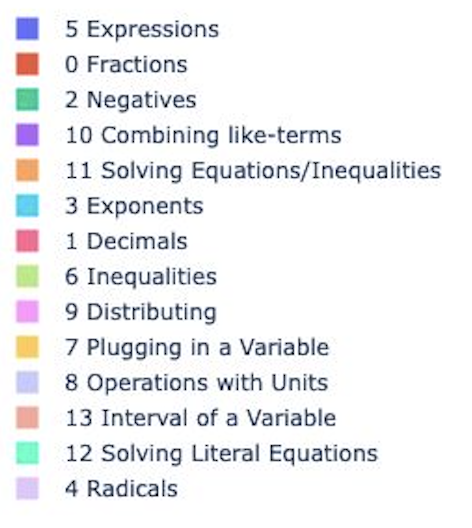 5 Expressions
0 Fractions
2 Negatives
10 Combining like-terms
11 Solving Equations/Inequalities
3 Exponents
1 Decimals
6 Inequalities
9 Distributing
7 Plugging in a Variable
8 Operations with Units
13 Interval of a Variable
12 Solving Literal Equations
4 Radicals